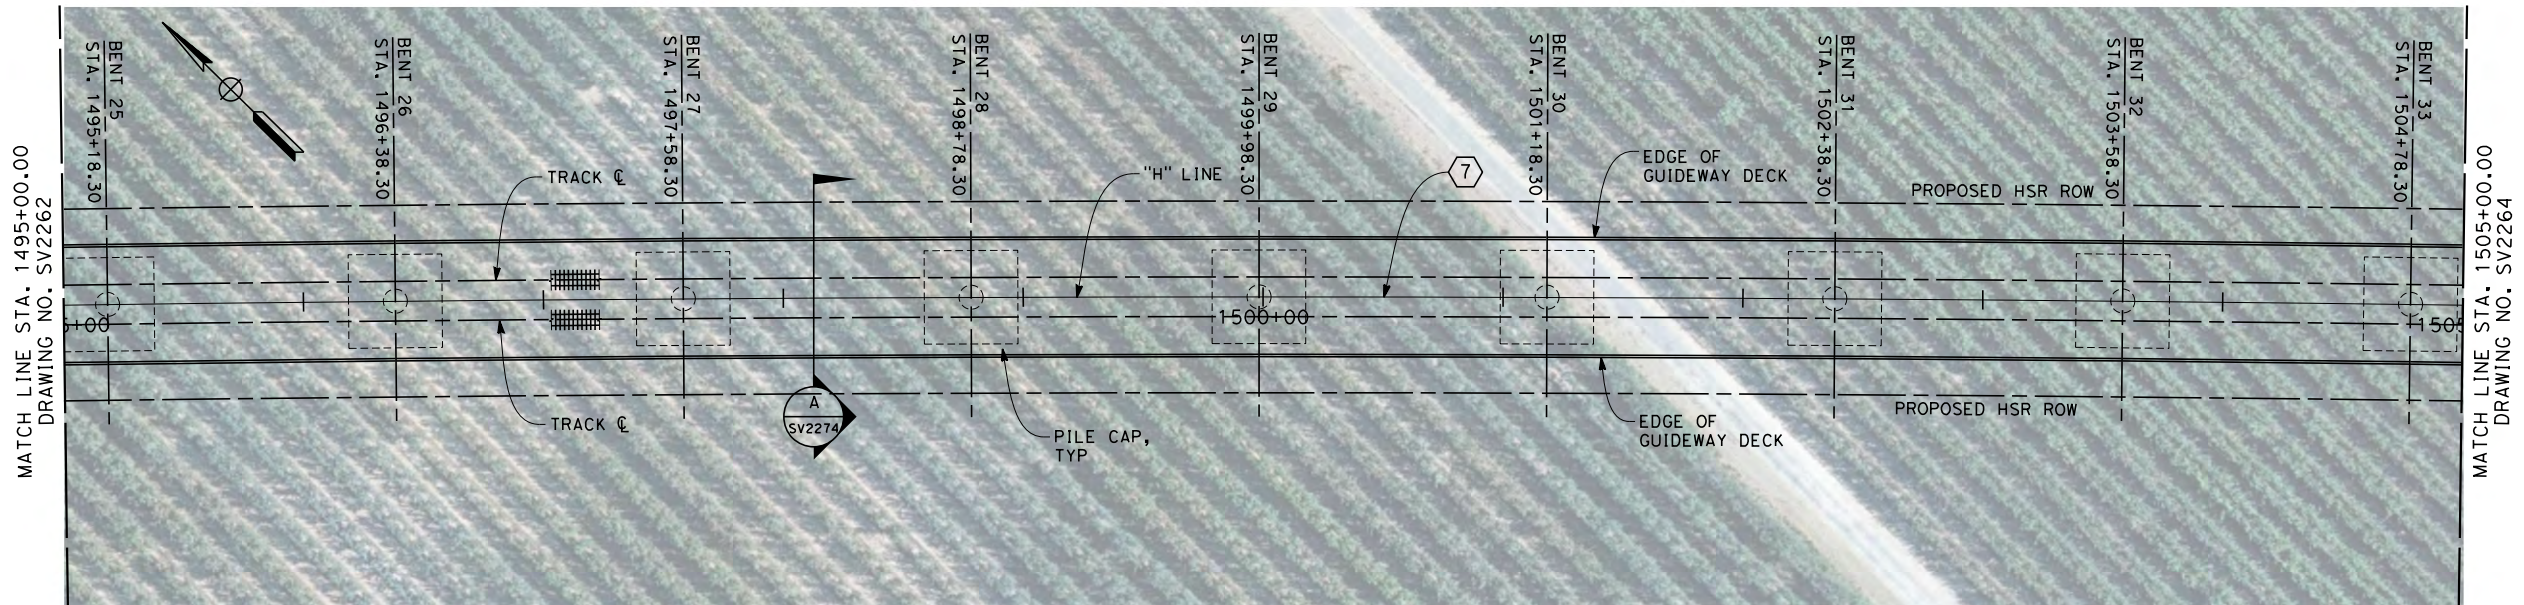 MATCH LINE STA. 1495+00.00
DRAWING NO. SV2262
BENT 25
STA. 1495+18.30
BENT 26
STA. 1496+38.30
BENT 27
STA. 1497+58.30
BENT 28
STA. 1498+78.30
BENT 29
STA. 1499+98.30
BENT 30
STA. 1501+18.30
BENT 31
STA. 1502+38.30
BENT 32
STA. 1503+58.30
BENT 33
STA. 1504+78.30
TRACK ℄
"H" LINE
7
EDGE OF
GUIDEWAY DECK
PROPOSED HSR ROW
5+00
1500+00
1505
TRACK ℄
A
SV2274
PILE CAP,
TYP
EDGE OF
GUIDEWAY DECK
PROPOSED HSR ROW
MATCH LINE STA. 1505+00.00
DRAWING NO. SV2264